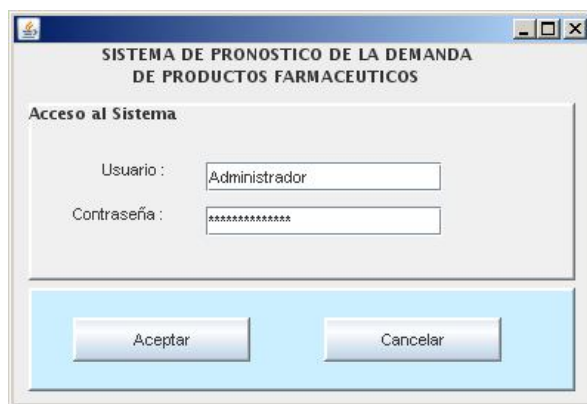 SISTEMA DE PRONOSTICO DE LA DEMANDA
DE PRODUCTOS FARMACEUTICOS
Acceso al Sistema
Usuario :
Administrador
Contraseña :
**************
Aceptar
Cancelar